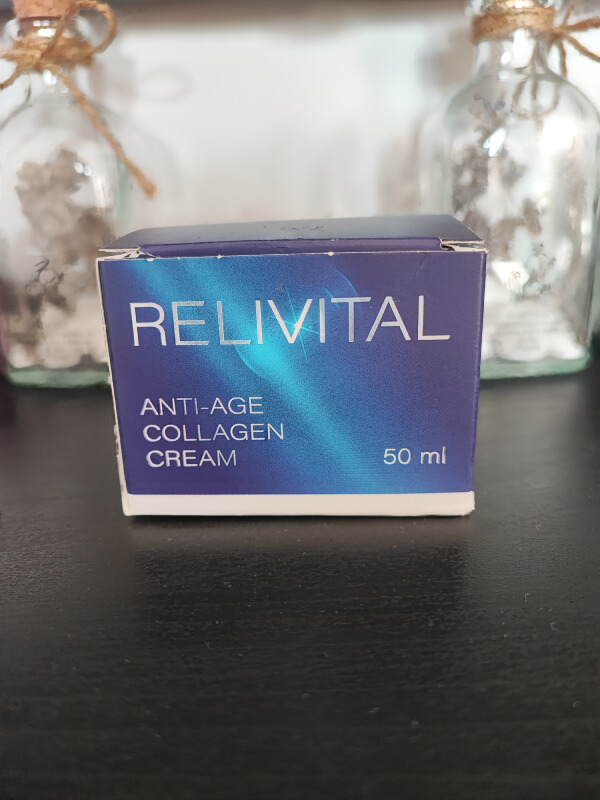 RELIVITAL
ANTI-AGE
COLLAGEN
CREAM
50 ml